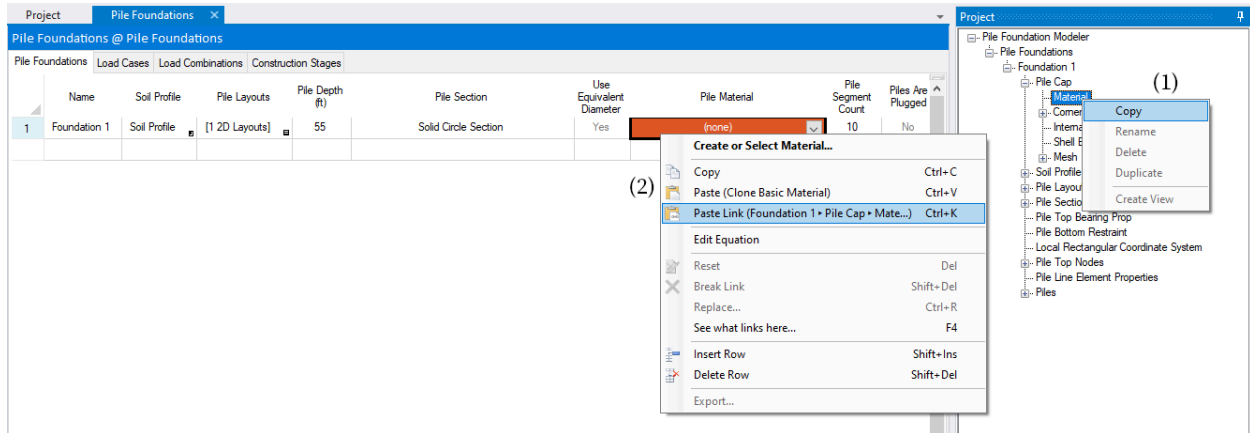 Project
Pile Foundations
Pile Foundations @ Pile Foundations
Pile Foundations Load Cases Load Combinations Construction Stages
Name Soil Profile Pile Layouts Pile Depth (ft) Pile Section Use Equivalent Diameter Pile Material Pile Segment Count Piles Are Plugged
1 Foundation 1 Soil Profile [1 2D Layouts] 55 Solid Circle Section Yes (none) 10 No
(2)
Create or Select Material...
Copy Ctrl+C
Paste (Clone Basic Material) Ctrl+V
Paste Link (Foundation 1 ▸ Pile Cap ▸ Mate...) Ctrl+K
Edit Equation
Reset Del
Break Link Shift+Del
Replace... Ctrl+R
See what links here... F4
Insert Row Shift+Ins
Delete Row Shift+Del
Export...
Project
Pile Foundation Modeler
Pile Foundations
Foundation 1
Pile Cap
Material
Corner
Interna
Shell E
Mesh
Soil Profile
Pile Layou
Pile Sectio
Pile Top Bearing Prop
Pile Bottom Restraint
Local Rectangular Coordinate System
Pile Top Nodes
Pile Line Element Properties
Piles
(1)
Copy
Rename
Delete
Duplicate
Create View